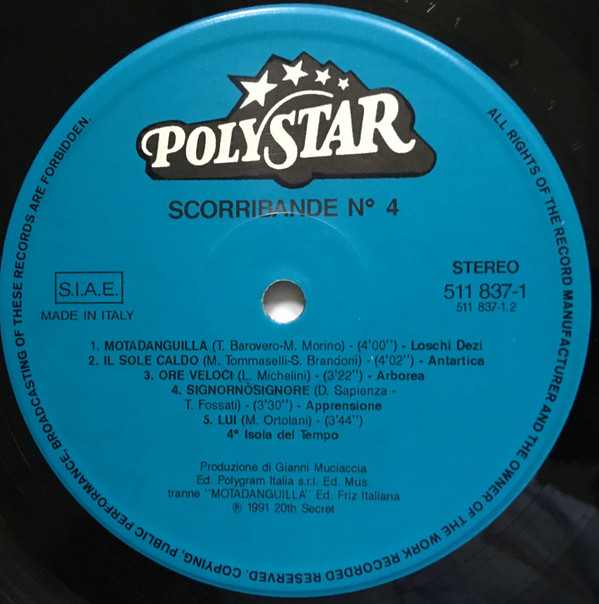 POLYSTAR
SCORRIBANDE Nº 4
S.I.A.E.
MADE IN ITALY
STEREO
511 837-1
511 837-1.2
1. MOTADANGUILLA (T. Barovero-M. Morino) - (4'00") - Loschi Dezi
2. IL SOLE CALDO (M. Tommaselli-S. Brandoni) - (4'02") - Antartica
3. ORE VELOCI (L. Michelini) - (3'22") - Arborea
4. SIGNORNÒSIGNORE (D. Sapienza -
T. Fossati) - (3'30") - Apprensione
5. LUI (M. Ortolani) - (3'44")
4º Isola del Tempo
Produzione di Gianni Muciaccia
Ed. Polygram Italia s.r.l. Ed. Mus.
tranne "MOTADANGUILLA" Ed. Friz Italiana
℗ 1991 20th Secret
ALL RIGHTS OF THE RECORD MANUFACTURER AND THE OWNER OF THE WORK RECORDED RESERVED. COPYING, PUBLIC PERFORMANCE, BROADCASTING OF THESE RECORDS ARE FORBIDDEN.